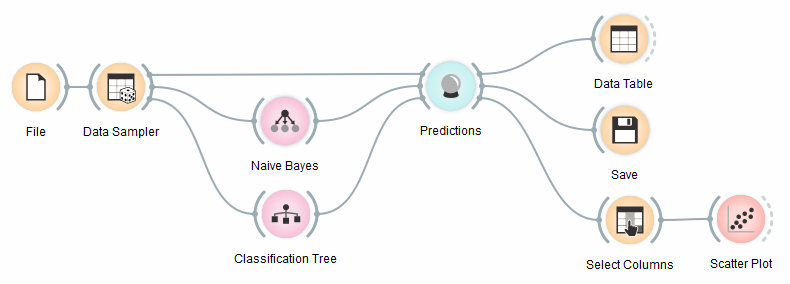 File
Data Sampler
Naive Bayes
Classification Tree
Predictions
Data Table
Save
Select Columns
Scatter Plot